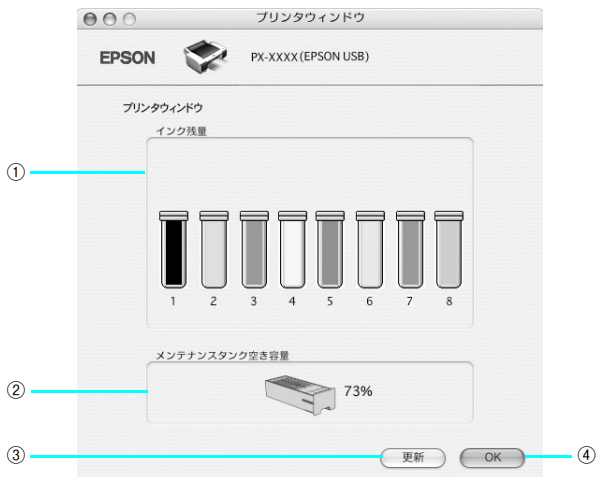 プリンタウィンドウ
EPSON PX-XXXX(EPSON USB)
プリンタウィンドウ
インク残量
①
1 2 3 4 5 6 7 8
メンテナンスタンク空き容量
② 73%
③ 更新 OK ④